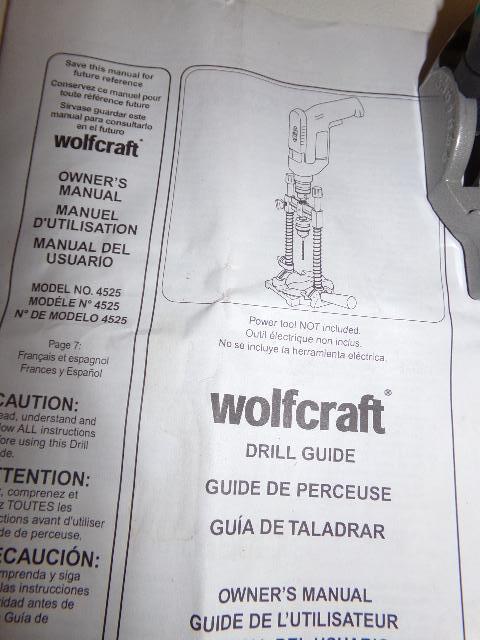 Save this manual for
future reference
Conservez ce manuel pour
toute référence future
Sírvase guardar este
manual para consultarlo
en el futuro
wolfcraft®
OWNER'S
MANUAL
MANUEL
D'UTILISATION
MANUAL DEL
USUARIO
MODEL NO. 4525
MODÉLE N° 4525
N° DE MODELO 4525
Page 7:
Français et espagnol
Frances y Español
CAUTION:
ead, understand and
low ALL instructions
ore using this Drill
de.
TTENTION:
, comprenez et
z TOUTES les
ctions avant d'utiliser
de de perceuse.
ECAUCIÓN:
mprenda y siga
las instrucciones
ridad antes de
Guía de
Power tool NOT included.
Outil électrique non inclus.
No se incluye la herramienta eléctrica.
wolfcraft®
DRILL GUIDE
GUIDE DE PERCEUSE
GUÍA DE TALADRAR
OWNER'S MANUAL
GUIDE DE L'UTILISATEUR